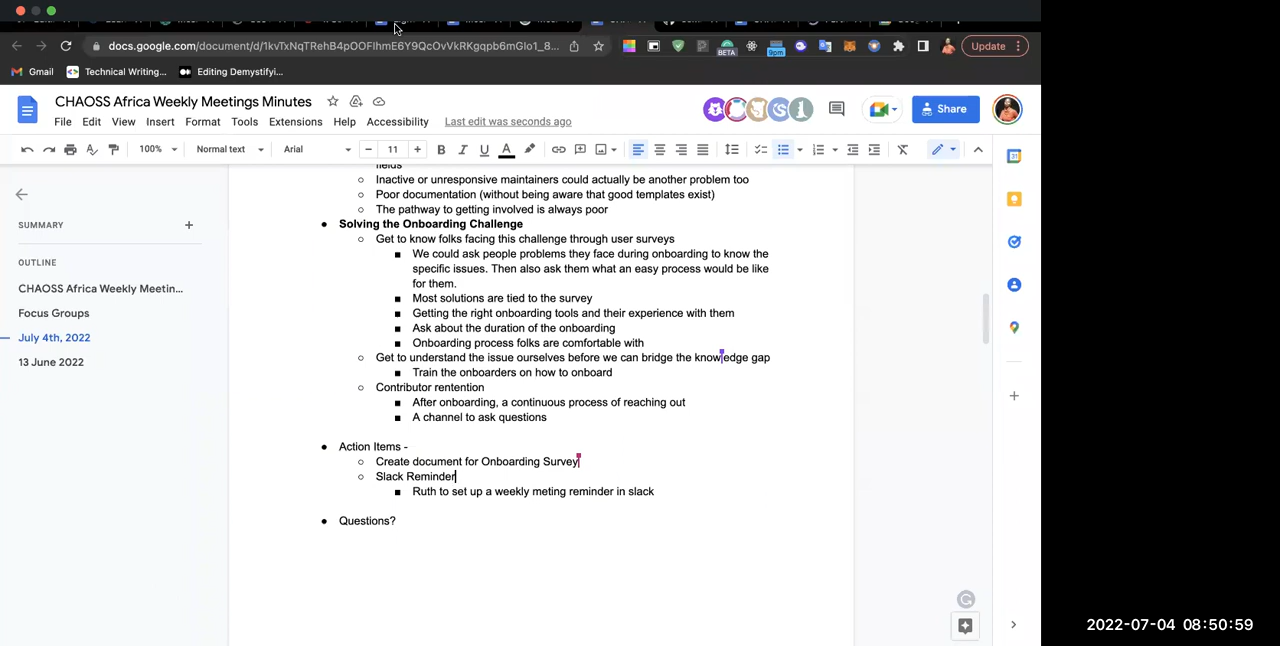 docs.google.com/document/d/1kvTxNqTRehB4pOOFIhmE6Y9QcOvVkRKgqpb6mGIo1_8...
BETA
9pm
Update
Gmail
Technical Writing...
Editing Demystifyi...
CHAOSS Africa Weekly Meetings Minutes
Share
File Edit View Insert Format Tools Extensions Help Accessibility Last edit was seconds ago
100% Normal text Arial 11
fields
Inactive or unresponsive maintainers could actually be another problem too
Poor documentation (without being aware that good templates exist)
The pathway to getting involved is always poor
SUMMARY
OUTLINE
CHAOSS Africa Weekly Meetin...
Focus Groups
July 4th, 2022
13 June 2022
Solving the Onboarding Challenge
Get to know folks facing this challenge through user surveys
We could ask people problems they face during onboarding to know the
specific issues. Then also ask them what an easy process would be like
for them.
Most solutions are tied to the survey
Getting the right onboarding tools and their experience with them
Ask about the duration of the onboarding
Onboarding process folks are comfortable with
Get to understand the issue ourselves before we can bridge the knowledge gap
Train the onboarders on how to onboard
Contributor rentention
After onboarding, a continuous process of reaching out
A channel to ask questions
Action Items -
Create document for Onboarding Survey
Slack Reminder
Ruth to set up a weekly meting reminder in slack
Questions?
2022-07-04 08:50:59